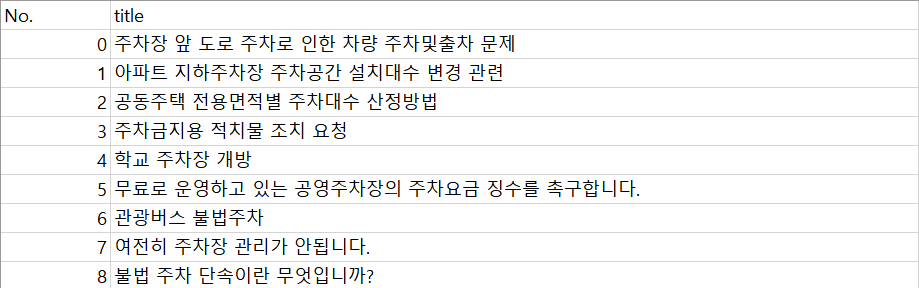 No. title
0 주차장 앞 도로 주차로 인한 차량 주차및출차 문제
1 아파트 지하주차장 주차공간 설치대수 변경 관련
2 공동주택 전용면적별 주차대수 산정방법
3 주차금지용 적치물 조치 요청
4 학교 주차장 개방
5 무료로 운영하고 있는 공영주차장의 주차요금 징수를 촉구합니다.
6 관광버스 불법주차
7 여전히 주차장 관리가 안됩니다.
8 불법 주차 단속이란 무엇입니까?